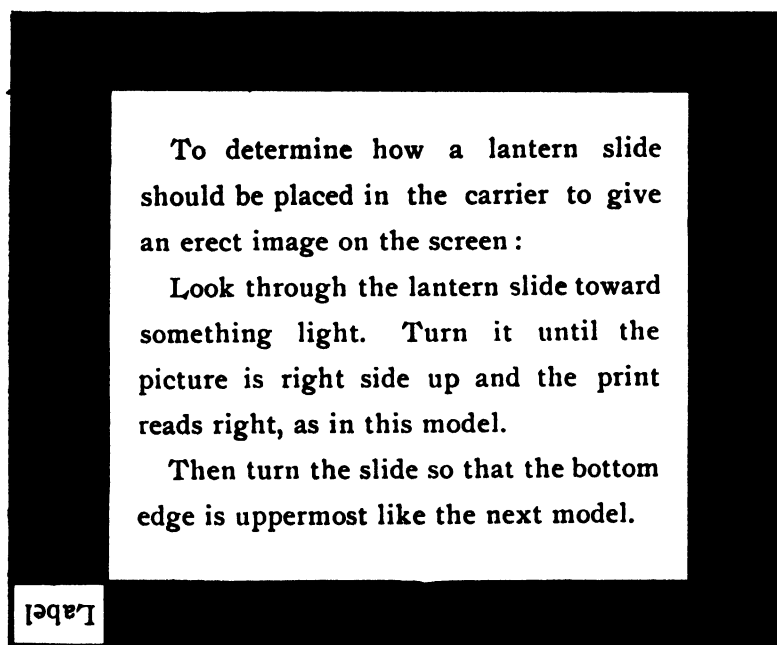 To determine how a lantern slide
should be placed in the carrier to give
an erect image on the screen :
Look through the lantern slide toward
something light. Turn it until the
picture is right side up and the print
reads right, as in this model.
Then turn the slide so that the bottom
edge is uppermost like the next model.
Label